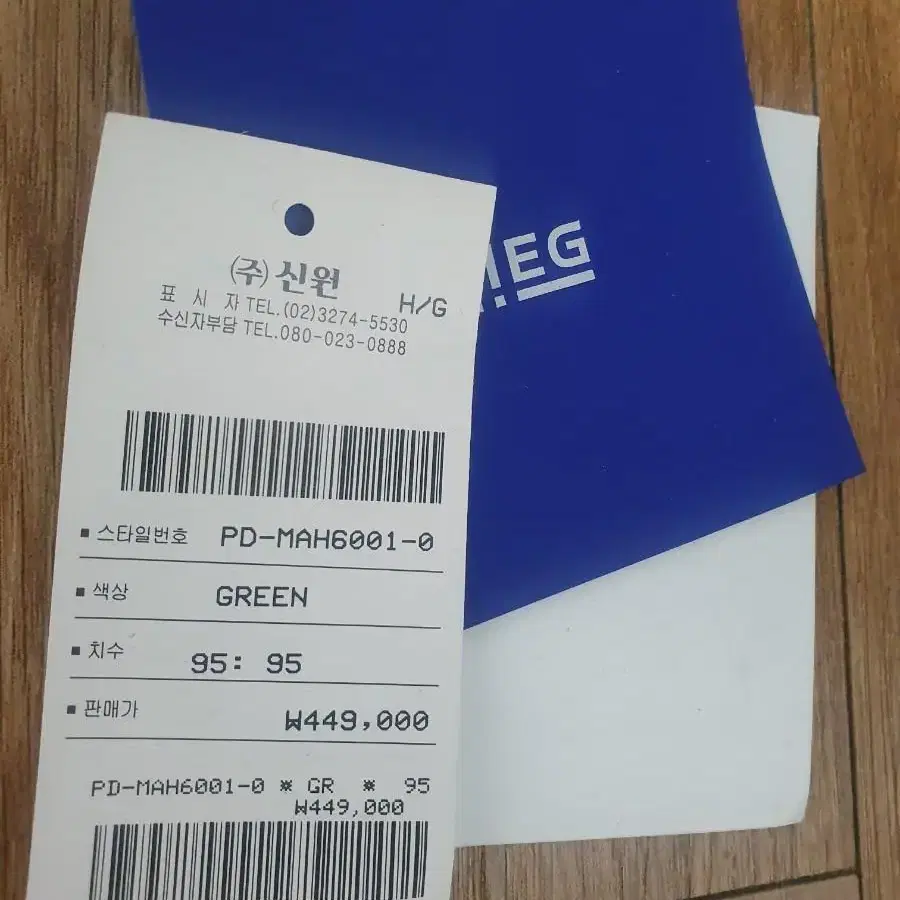 (주) 신원
H/G
표 시 자 TEL.(02)3274-5530
수신자부담 TEL.080-023-0888
■ 스타일번호 PD-MAH6001-0
■ 색상 GREEN
■ 치수 95: 95
■ 판매가 ₩449,000
PD-MAH6001-0 ※ GR ※ 95
₩449,000
IEG